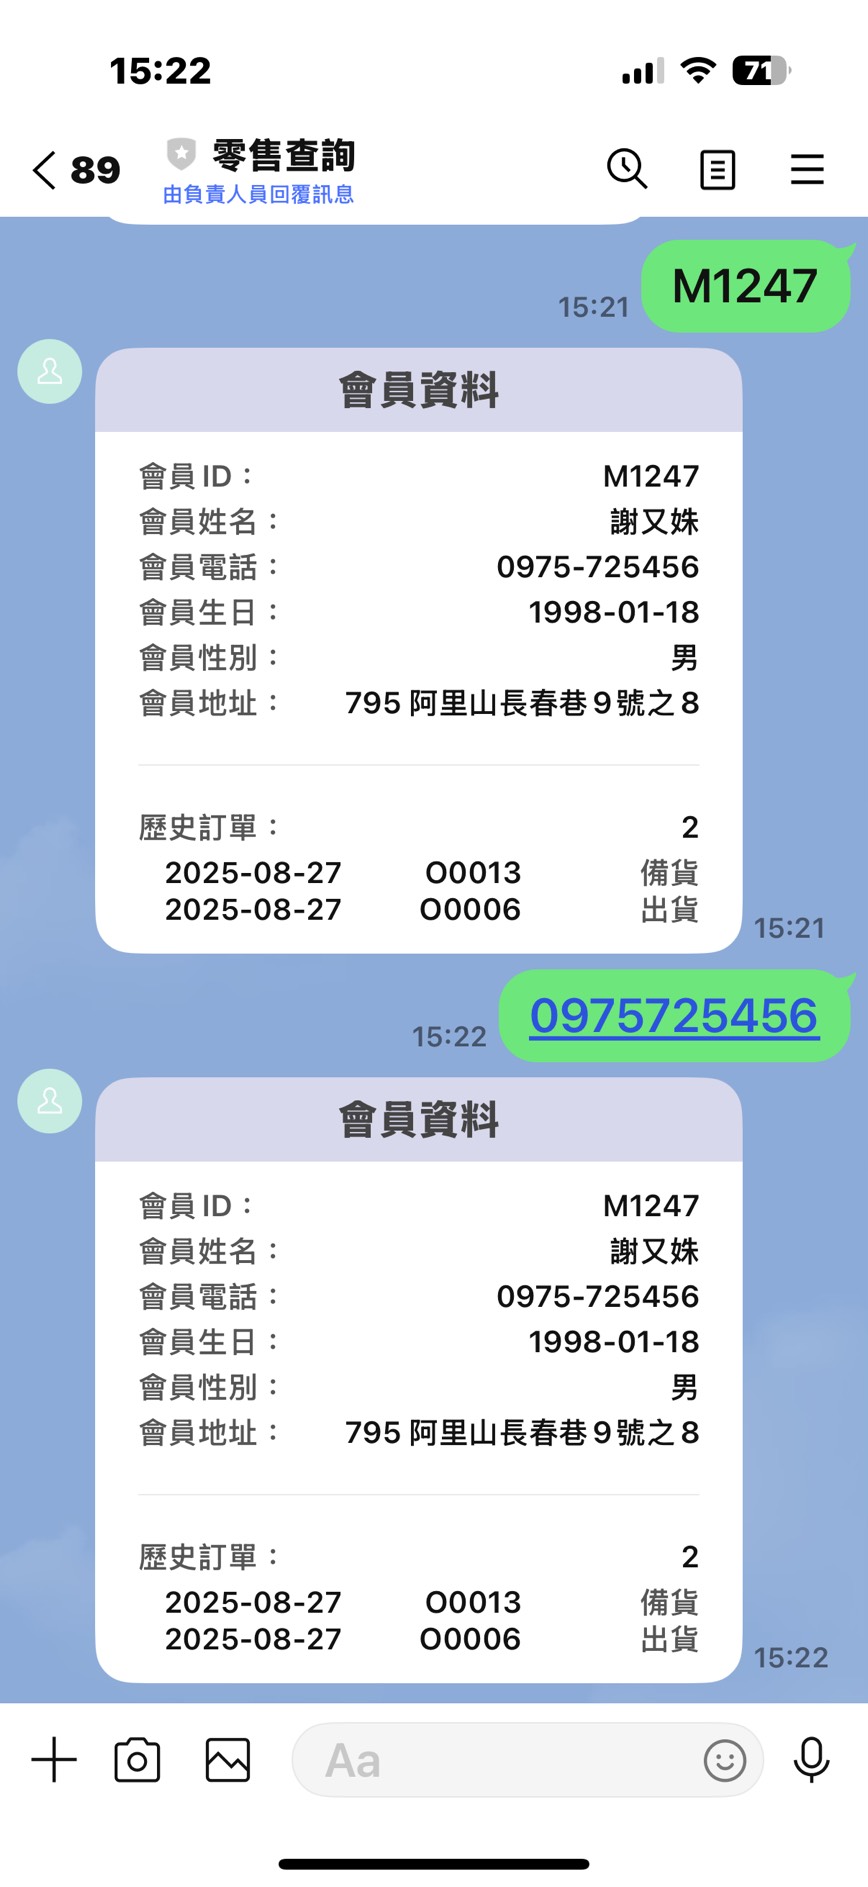 15:22
71
89
零售查詢
由負責人員回覆訊息
M1247
15:21
會員資料
會員ID： M1247
會員姓名： 謝又姝
會員電話： 0975-725456
會員生日： 1998-01-18
會員性別： 男
會員地址： 795 阿里山長春巷9號之8
歷史訂單： 2
2025-08-27 O0013 備貨
2025-08-27 O0006 出貨
15:21
0975725456
15:22
會員資料
會員ID： M1247
會員姓名： 謝又姝
會員電話： 0975-725456
會員生日： 1998-01-18
會員性別： 男
會員地址： 795 阿里山長春巷9號之8
歷史訂單： 2
2025-08-27 O0013 備貨
2025-08-27 O0006 出貨
15:22
Aa